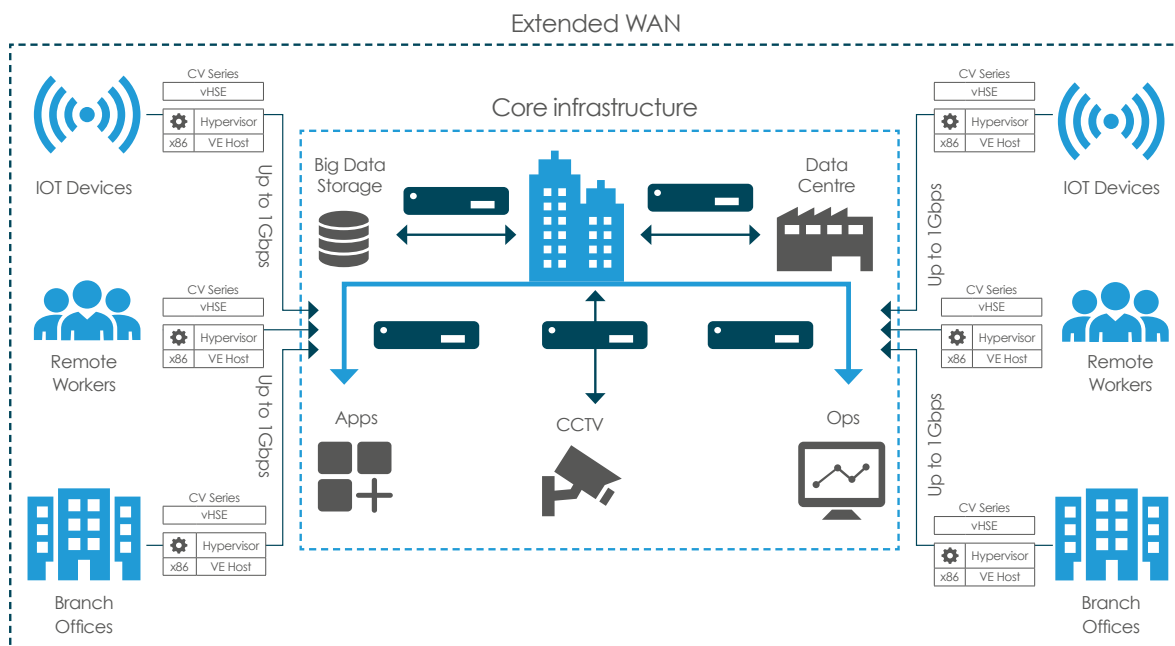 Extended WAN
CV Series
vHSE
Hypervisor
x86 VE Host
IOT Devices
Up to 1Gbps
CV Series
vHSE
Hypervisor
x86 VE Host
Remote
Workers
Up to 1Gbps
CV Series
vHSE
Hypervisor
x86 VE Host
Branch
Offices
Core infrastructure
Big Data
Storage
Data
Centre
Apps
CCTV
Ops
CV Series
vHSE
Hypervisor
x86 VE Host
IOT Devices
Up to 1Gbps
CV Series
vHSE
Hypervisor
x86 VE Host
Remote
Workers
Up to 1Gbps
CV Series
vHSE
Hypervisor
x86 VE Host
Branch
Offices